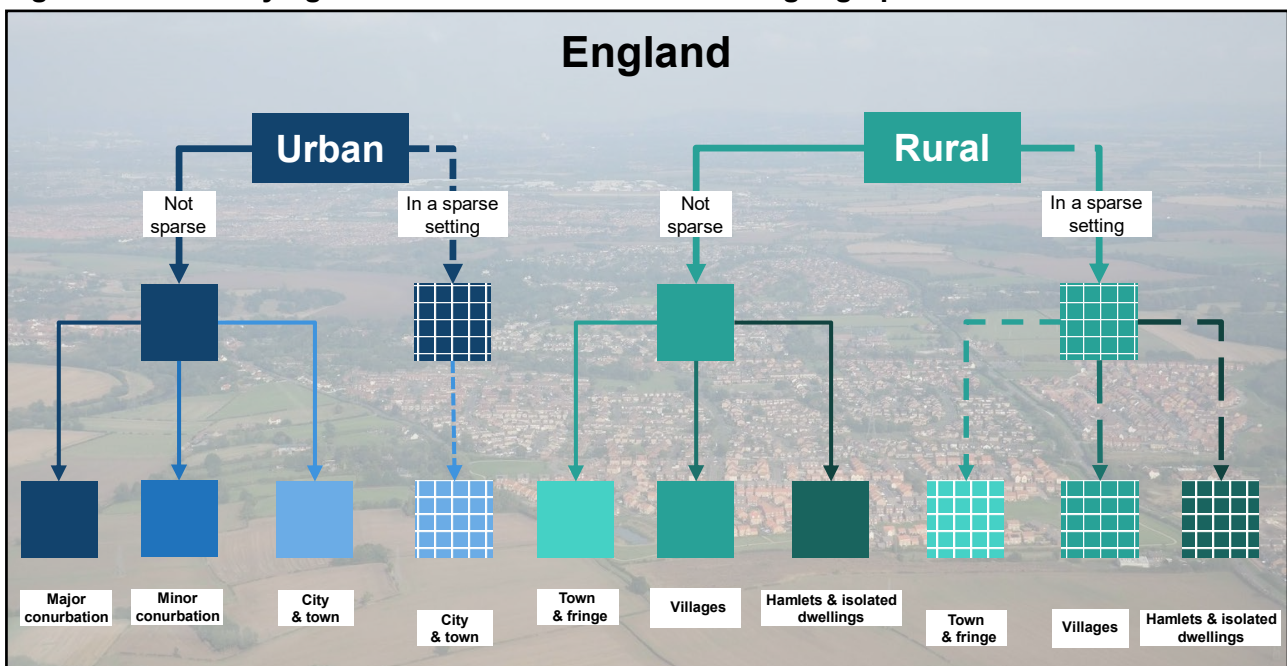 England
Urban
Rural
Not
sparse
In a sparse
setting
Not
sparse
In a sparse
setting
Major
conurbation
Minor
conurbation
City
& town
City
& town
Town
& fringe
Villages
Hamlets & isolated
dwellings
Town
& fringe
Villages
Hamlets & isolated
dwellings